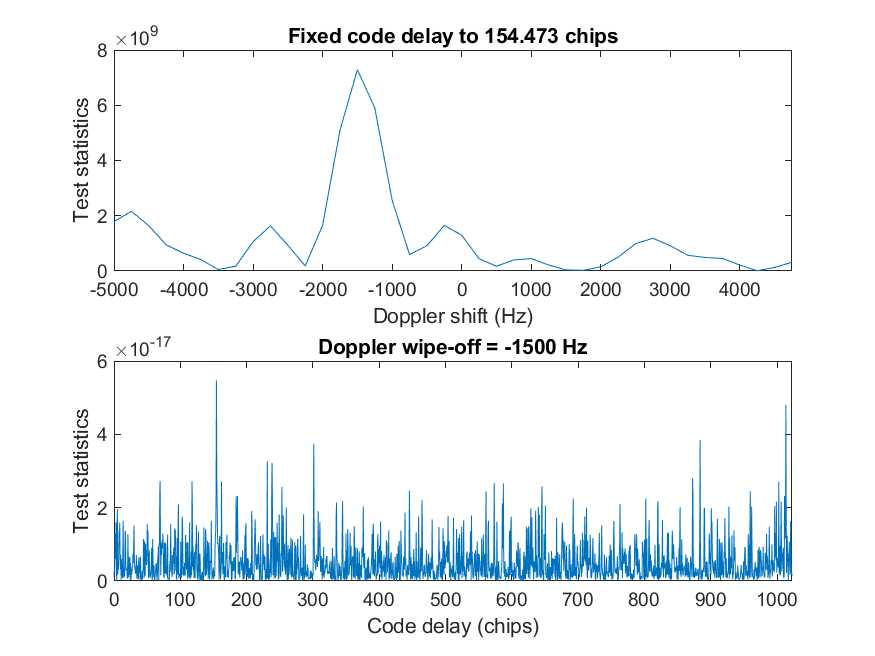 ×10^9
Fixed code delay to 154.473 chips
8
6
4
2
0
Test statistics
-5000 -4000 -3000 -2000 -1000 0 1000 2000 3000 4000
Doppler shift (Hz)
×10^-17
Doppler wipe-off = -1500 Hz
6
4
2
0
Test statistics
0 100 200 300 400 500 600 700 800 900 1000
Code delay (chips)